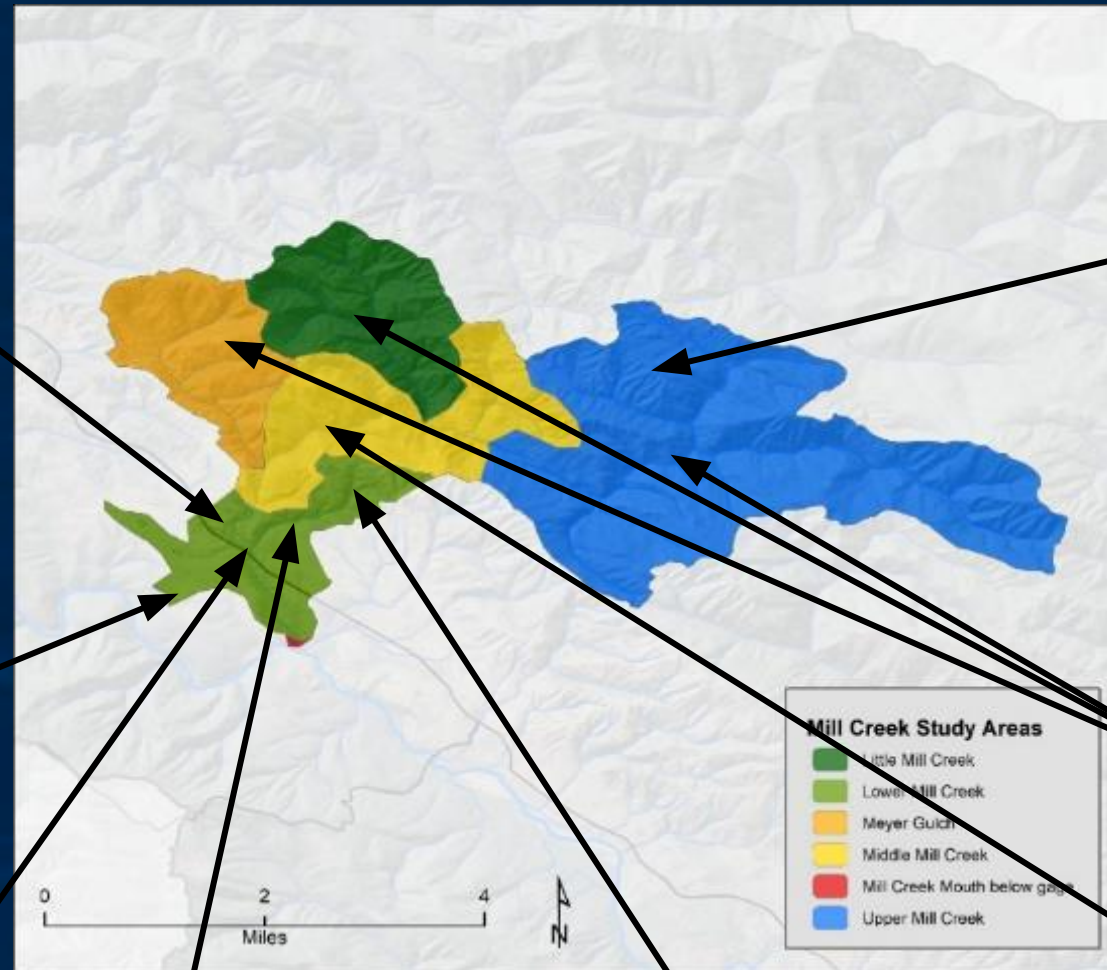 Mill Creek Study Areas
Little Mill Creek
Lower Mill Creek
Meyer Gulch
Middle Mill Creek
Mill Creek Mouth below gage
Upper Mill Creek
0 2 4
Miles
N